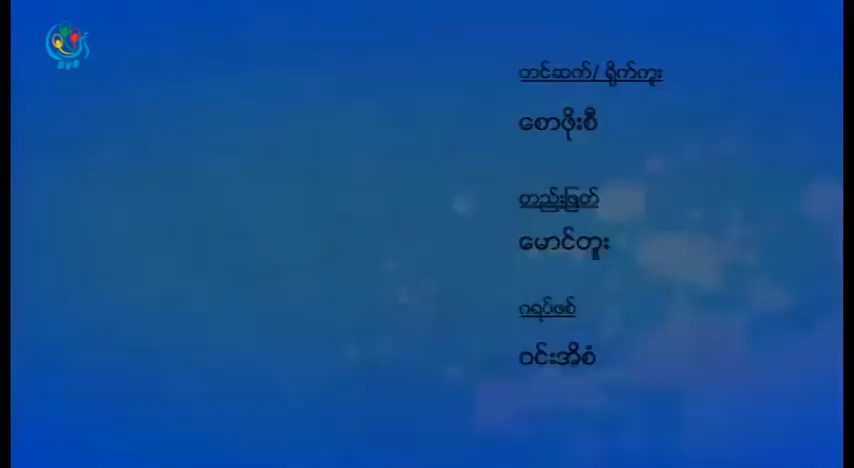 တင်ဆက်/ ရိုက်ကူး
စောဖိုးစီ
တည်းဖြတ်
မောင်တူး
ဂရပ်ဖစ်
ဝင်းအိစံ